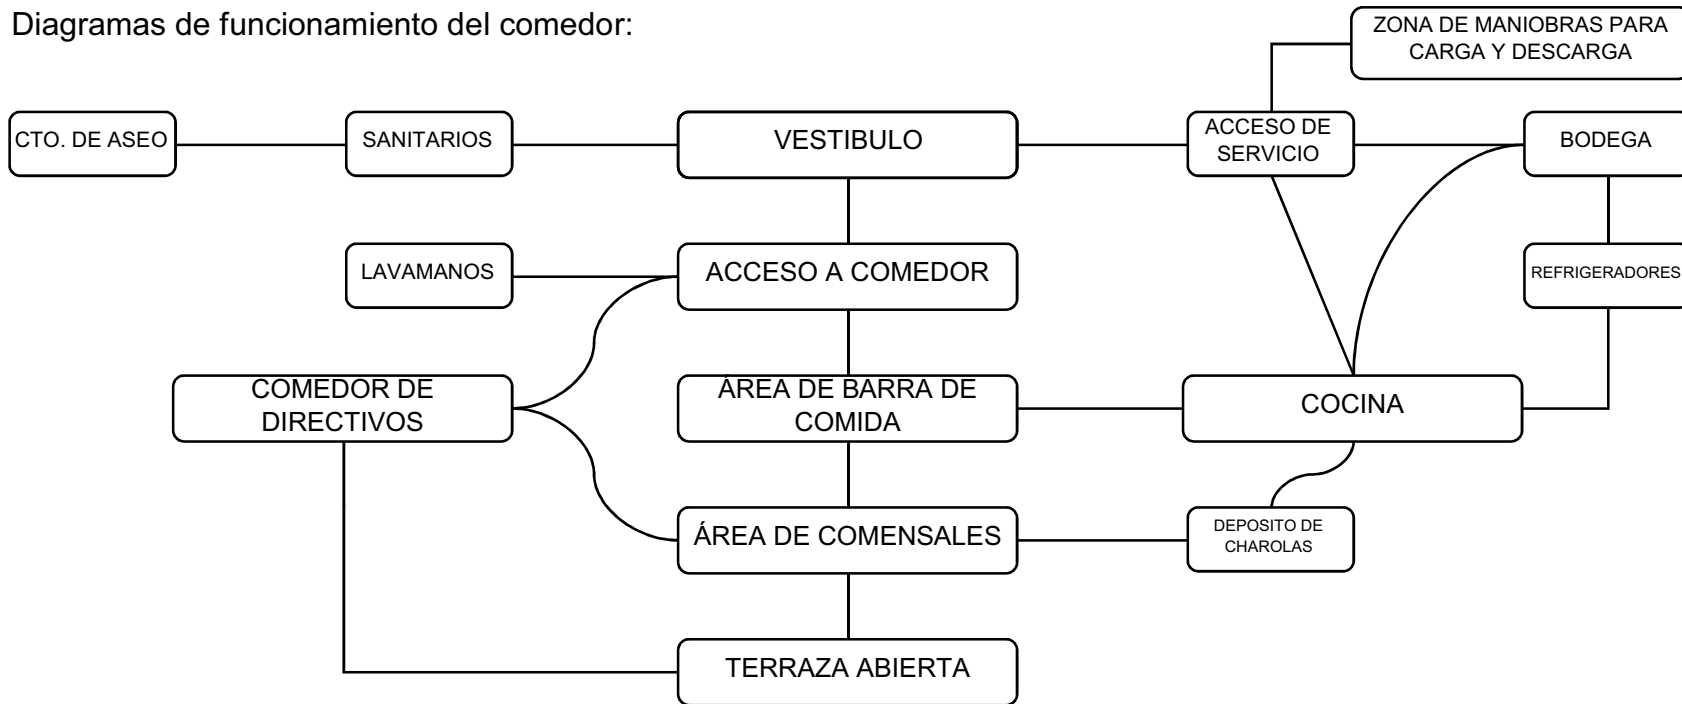 Diagramas de funcionamiento del comedor:
ZONA DE MANIOBRAS PARA
CARGA Y DESCARGA
CTO. DE ASEO
SANITARIOS
VESTIBULO
ACCESO DE
SERVICIO
BODEGA
LAVAMANOS
ACCESO A COMEDOR
REFRIGERADORES
COMEDOR DE
DIRECTIVOS
ÁREA DE BARRA DE
COMIDA
COCINA
ÁREA DE COMENSALES
DEPOSITO DE
CHAROLAS
TERRAZA ABIERTA